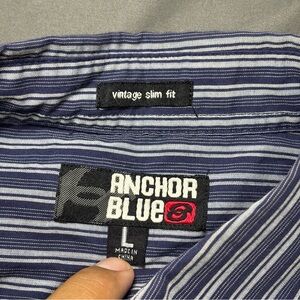 vintage slim fit
ANCHOR
BLUE
L
MADE IN
CHINA